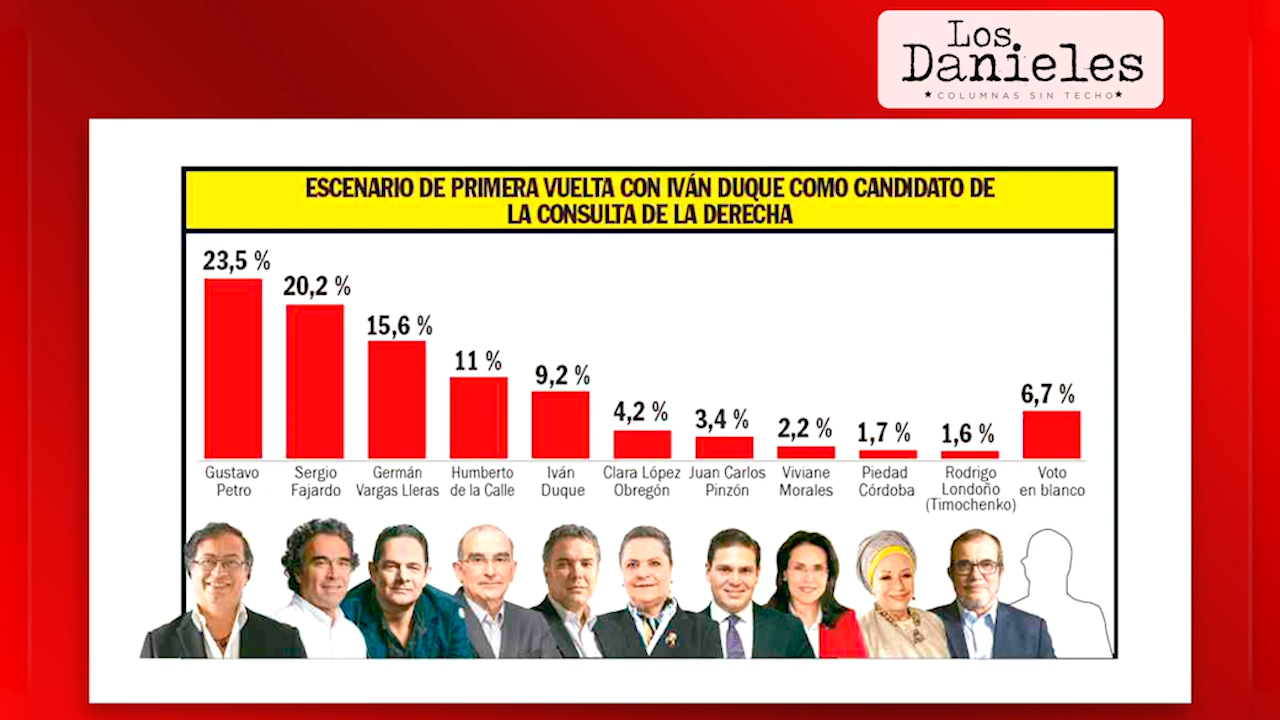 Los
Danieles
★COLUMNAS SIN TECHO★
ESCENARIO DE PRIMERA VUELTA CON IVÁN DUQUE COMO CANDIDATO DE
LA CONSULTA DE LA DERECHA
23,5 %
20,2 %
15,6 %
11 %
9,2 %
4,2 %
3,4 %
2,2 %
1,7 %
1,6 %
6,7 %
Gustavo
Petro
Sergio
Fajardo
Germán
Vargas Lleras
Humberto
de la Calle
Iván
Duque
Clara López
Obregón
Juan Carlos
Pinzón
Viviane
Morales
Piedad
Córdoba
Rodrigo
Londoño
(Timochenko)
Voto
en blanco